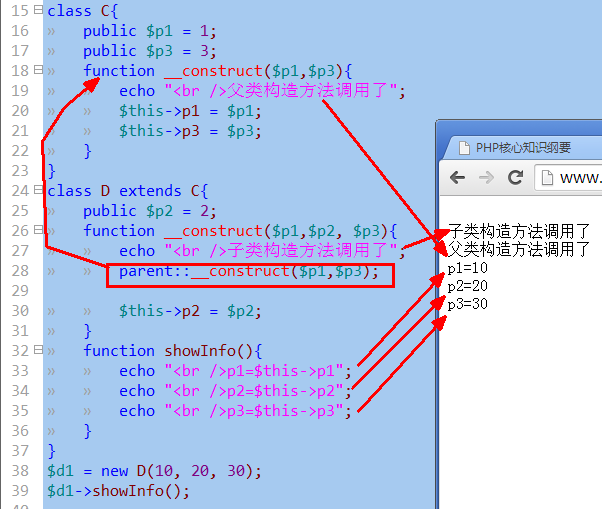 15 class C{
16 » public $p1 = 1;
17 » public $p3 = 3;
18 » function __construct($p1,$p3){
19 » » echo "<br />父类构造方法调用了";
20 » » $this->p1 = $p1;
21 » » $this->p3 = $p3;
22 » }
23 }
24 class D extends C{
25 » public $p2 = 2;
26 » function __construct($p1,$p2, $p3){
27 » » echo "<br />子类构造方法调用了";
28 » » parent::__construct($p1,$p3);
30 » » $this->p2 = $p2;
31 » }
32 » function showInfo(){
33 » » echo "<br />p1=$this->p1";
34 » » echo "<br />p2=$this->p2";
35 » » echo "<br />p3=$this->p3";
36 » }
37 }
38 $d1 = new D(10, 20, 30);
39 $d1->showInfo();
PHP核心知识纲要
www.
子类构造方法调用了
父类构造方法调用了
p1=10
p2=20
p3=30